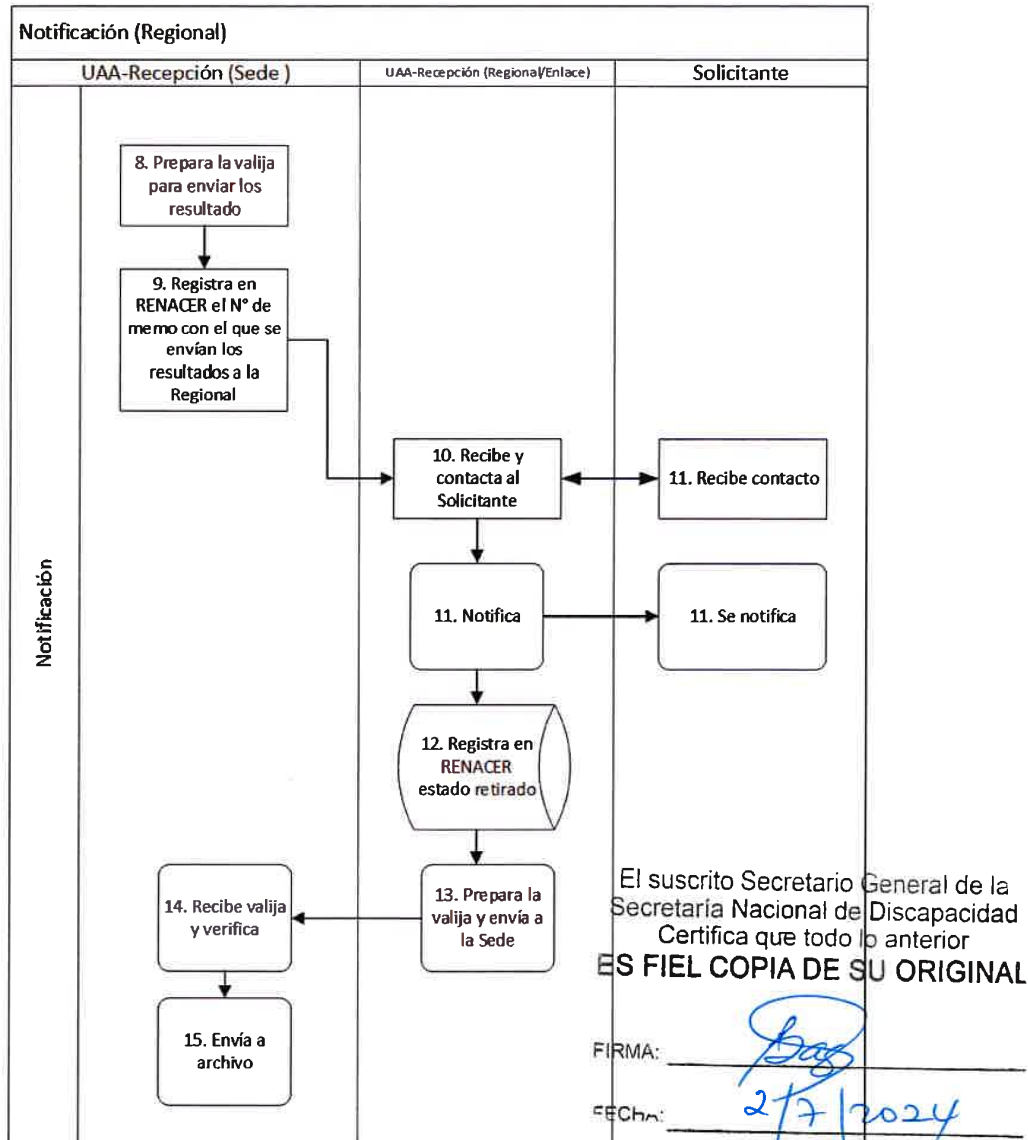 Notificación (Regional)
UAA-Recepción (Sede )
UAA-Recepción (Regional/Enlace)
Solicitante
Notificación
8. Prepara la valija
para enviar los
resultado
9. Registra en
RENACER el N° de
memo con el que se
envían los
resultados a la
Regional
10. Recibe y
contacta al
Solicitante
11. Recibe contacto
11. Notifica
11. Se notifica
12. Registra en
RENACER
estado retirado
13. Prepara la
valija y envía a
la Sede
14. Recibe valija
y verifica
15. Envía a
archivo
El suscrito Secretario General de la
Secretaría Nacional de Discapacidad
Certifica que todo lo anterior
ES FIEL COPIA DE SU ORIGINAL
FIRMA:
FECHA: 2/7/2024